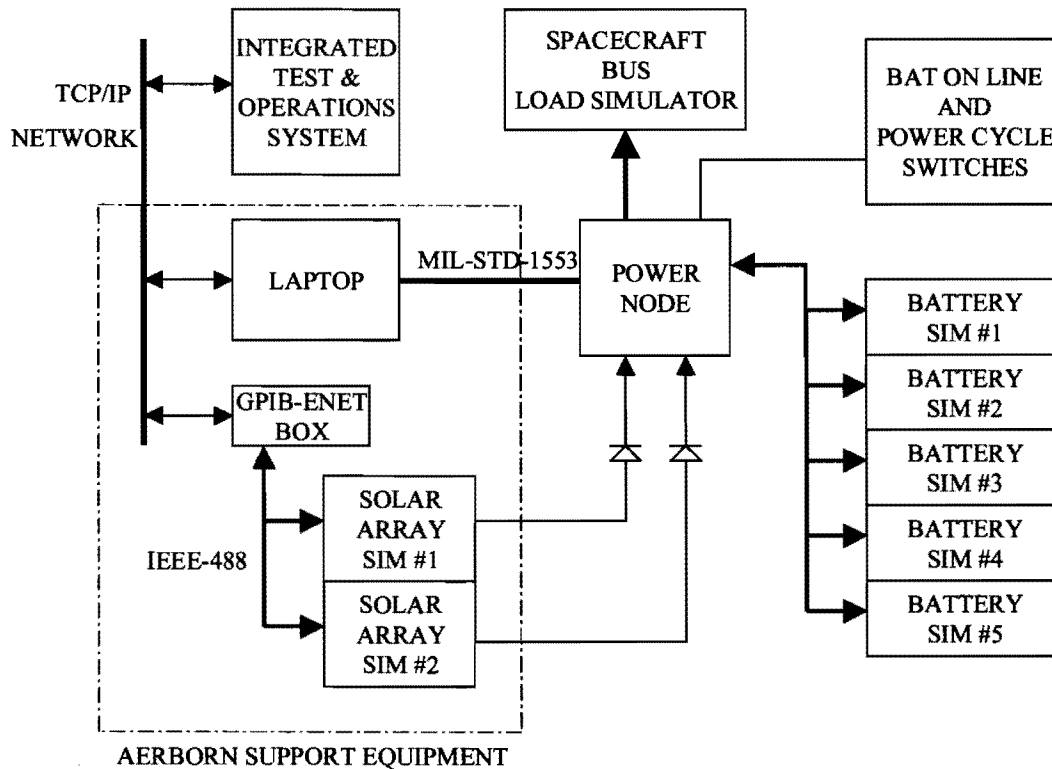 INTEGRATED
TEST &
OPERATIONS
SYSTEM
TCP/IP
NETWORK
SPACECRAFT
BUS
LOAD SIMULATOR
BAT ON LINE
AND
POWER CYCLE
SWITCHES
LAPTOP
MIL-STD-1553
POWER
NODE
GPIB-ENET
BOX
IEEE-488
SOLAR
ARRAY
SIM #1
SOLAR
ARRAY
SIM #2
BATTERY
SIM #1
BATTERY
SIM #2
BATTERY
SIM #3
BATTERY
SIM #4
BATTERY
SIM #5
AERBORN SUPPORT EQUIPMENT